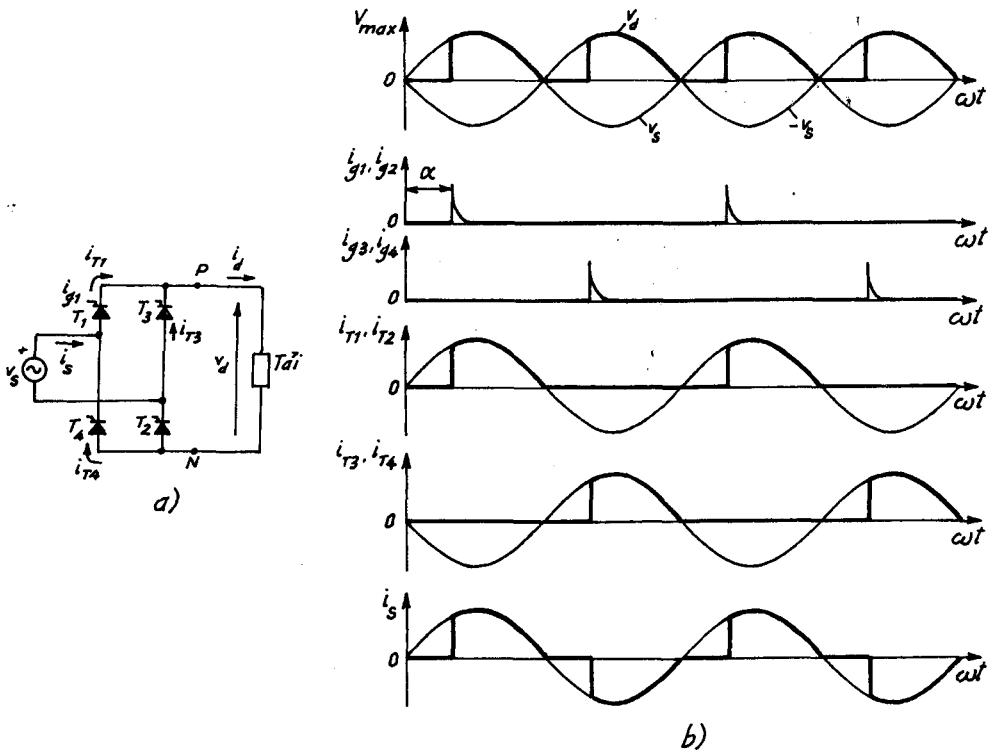 i_T1
i_g1
T_1
T_3
P
i_d
i_T3
+
v_s
i_s
v_d
Tải
T_4
T_2
i_T4
N
a)
V_max
v_d
0
v_s
-v_s
ωt
i_g1, i_g2
α
0
ωt
i_g3, i_g4
0
ωt
i_T1, i_T2
0
ωt
i_T3, i_T4
0
ωt
i_s
0
ωt
b)